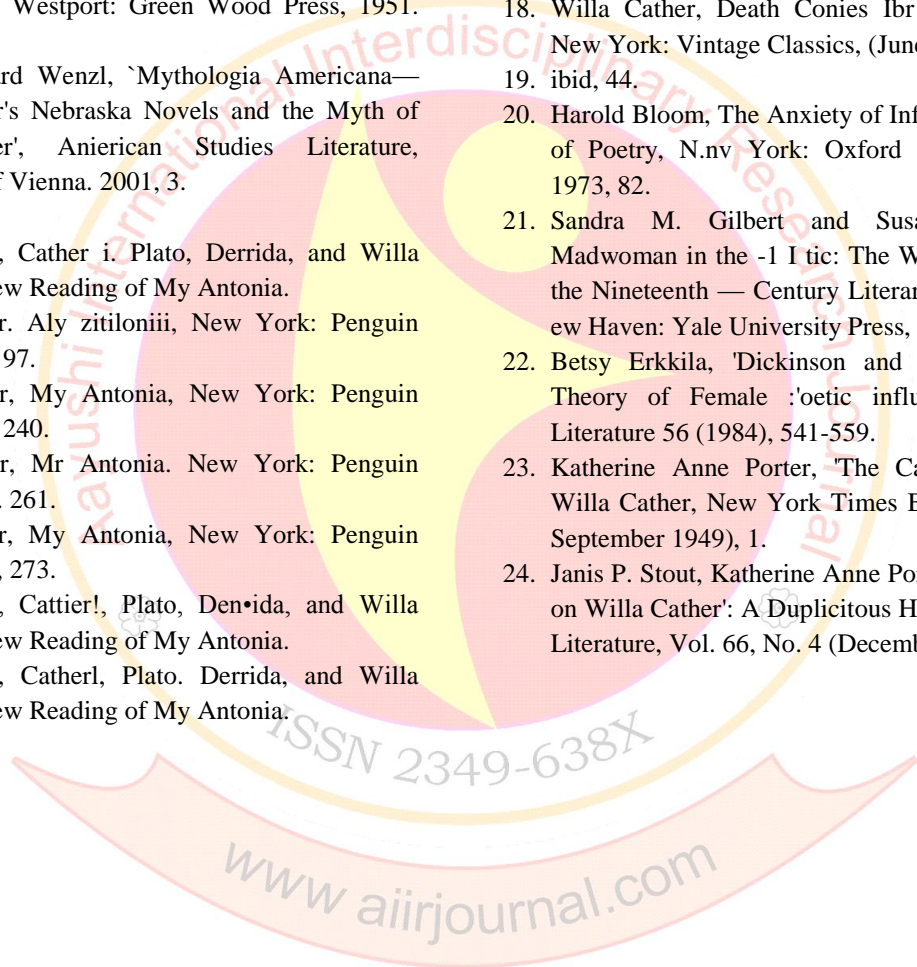 Westport: Green Wood Press, 1951.
ard Wenzl, `Mythologia Americana—
r's Nebraska Novels and the Myth of
er', Anierican Studies Literature,
f Vienna. 2001, 3.
, Cather i. Plato, Derrida, and Willa
ew Reading of My Antonia.
r. Aly zitiloniii, New York: Penguin
97.
r, My Antonia, New York: Penguin
240.
r, Mr Antonia. New York: Penguin
. 261.
r, My Antonia, New York: Penguin
, 273.
, Cattier!, Plato, Den•ida, and Willa
ew Reading of My Antonia.
, Catherl, Plato. Derrida, and Willa
ew Reading of My Antonia.
18. Willa Cather, Death Conies Ibr
New York: Vintage Classics, (June
19. ibid, 44.
20. Harold Bloom, The Anxiety of Inf
of Poetry, N.nv York: Oxford
1973, 82.
21. Sandra M. Gilbert and Susa
Madwoman in the -1 I tic: The W
the Nineteenth — Century Literar
ew Haven: Yale University Press,
22. Betsy Erkkila, 'Dickinson and
Theory of Female :'oetic influ
Literature 56 (1984), 541-559.
23. Katherine Anne Porter, 'The Ca
Willa Cather, New York Times B
September 1949), 1.
24. Janis P. Stout, Katherine Anne Por
on Willa Cather': A Duplicitous H
Literature, Vol. 66, No. 4 (Decemb
Aayushi International Interdisciplinary Research Journal
ISSN 2349-638X
www aiirjournal.com